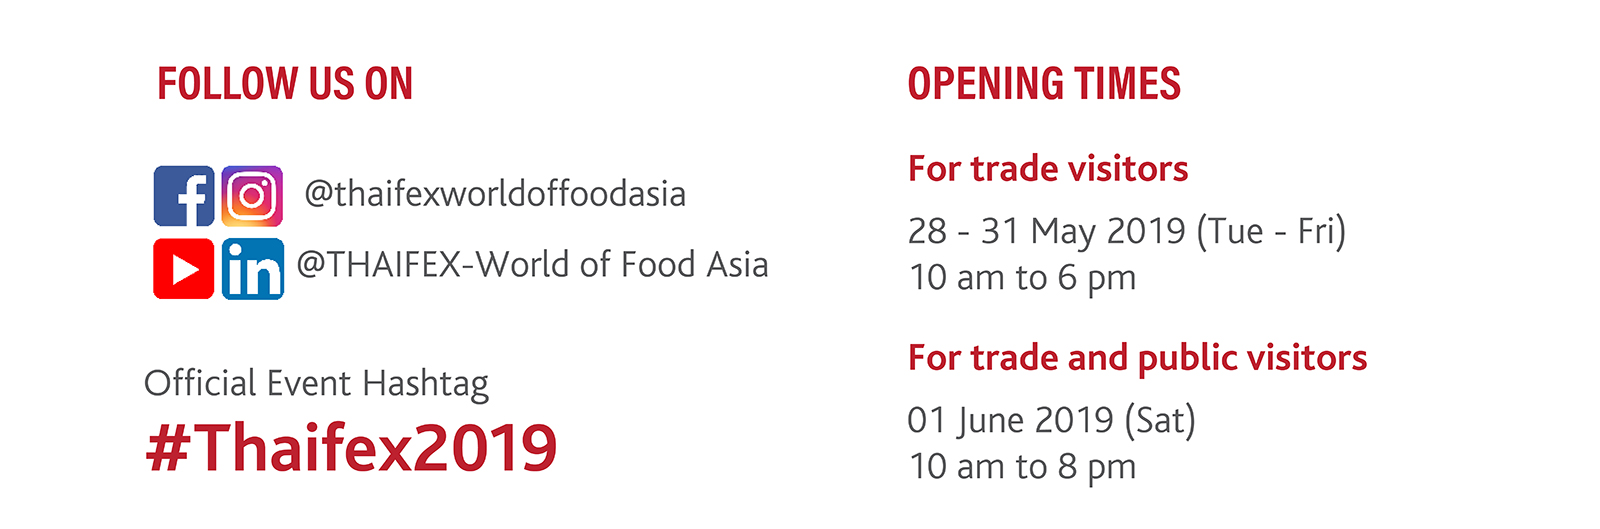 FOLLOW US ON
@thaifexworldoffoodasia
@THAIFEX-World of Food Asia
Official Event Hashtag
#Thaifex2019
OPENING TIMES
For trade visitors
28 - 31 May 2019 (Tue - Fri)
10 am to 6 pm
For trade and public visitors
01 June 2019 (Sat)
10 am to 8 pm